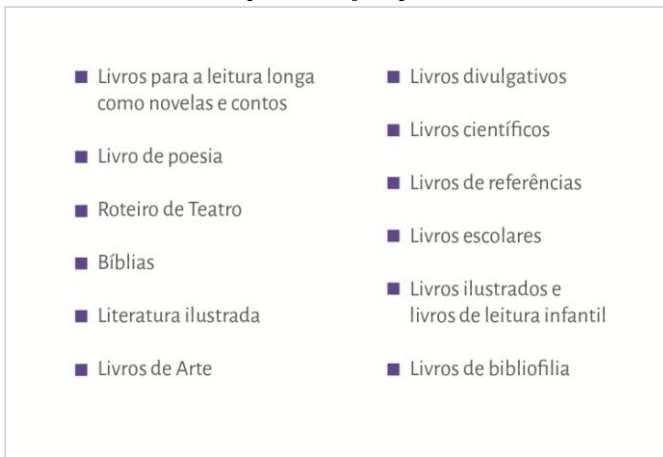 Livros para a leitura longa
como novelas e contos
Livro de poesia
Roteiro de Teatro
Bíblias
Literatura ilustrada
Livros de Arte
Livros divulgativos
Livros científicos
Livros de referências
Livros escolares
Livros ilustrados e
livros de leitura infantil
Livros de bibliofilia